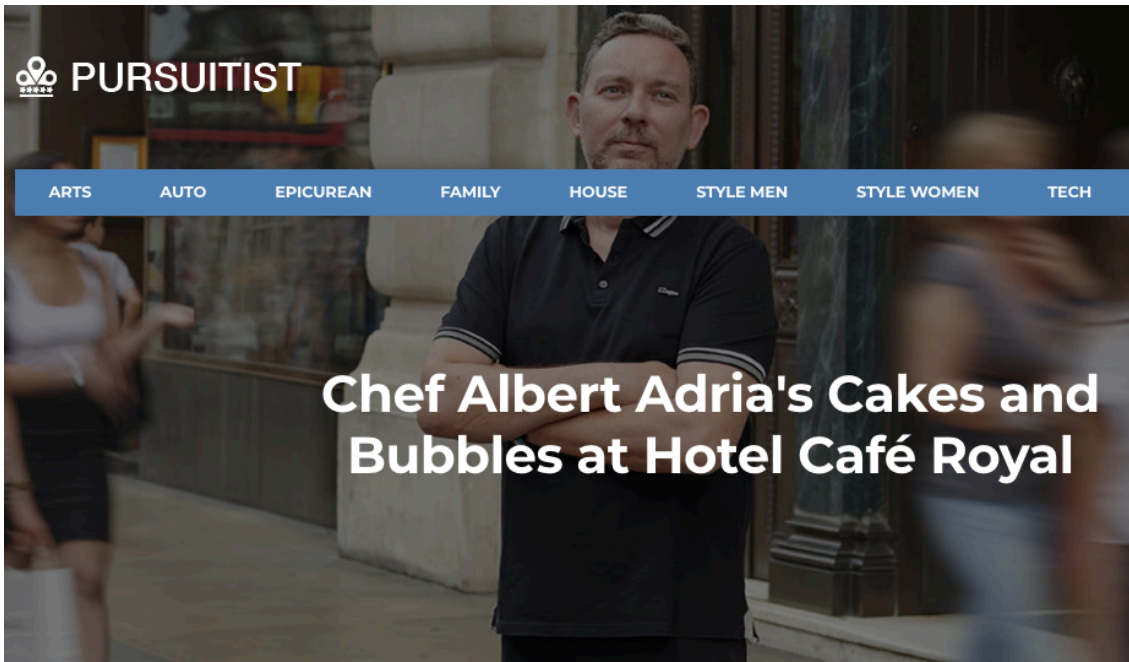 PURSUITIST
ARTS AUTO EPICUREAN FAMILY HOUSE STYLE MEN STYLE WOMEN TECH
Chef Albert Adria's Cakes and
Bubbles at Hotel Café Royal